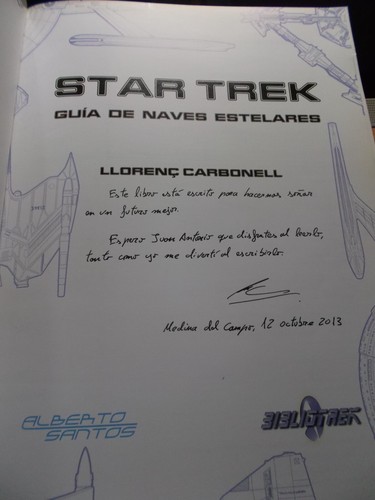 STAR TREK
GUÍA DE NAVES ESTELARES
LLORENÇ CARBONELL
Este libro está escrito para hacernos soñar
en un futuro mejor.
Espero Juan Antonio que disfrutes al leerlo,
tanto como yo me divertí al escribirlo.
Medina del Campo, 12 octubre 2013
ALBERTO
SANTOS
BIBLIOTREK